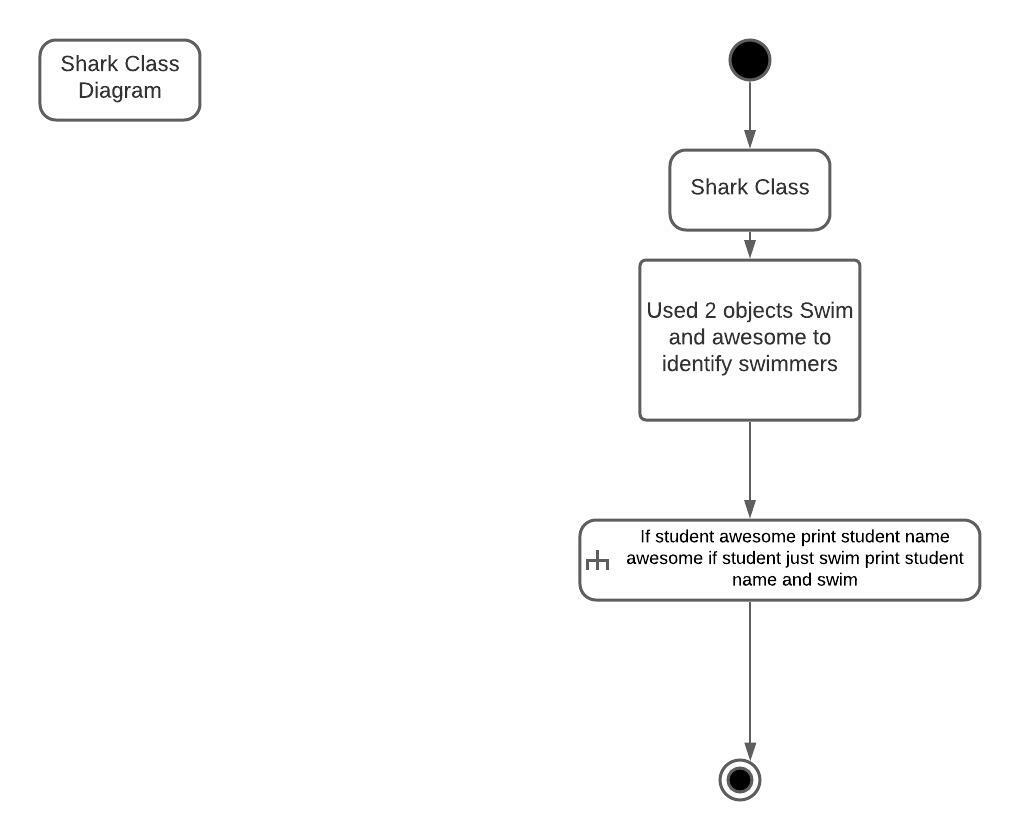 Shark Class
Diagram
Shark Class
Used 2 objects Swim
and awesome to
identify swimmers
If student awesome print student name
awesome if student just swim print student
name and swim